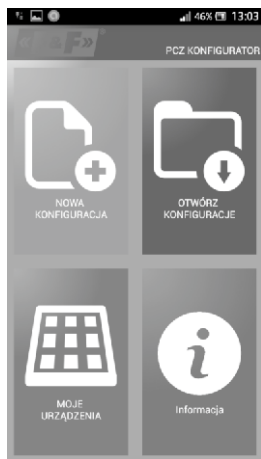 46% 13:03
«F&F»®
PCZ KONFIGURATOR
NOWA
KONFIGURACJA
OTWÓRZ
KONFIGURACJE
MOJE
URZĄDZENIA
Informacja